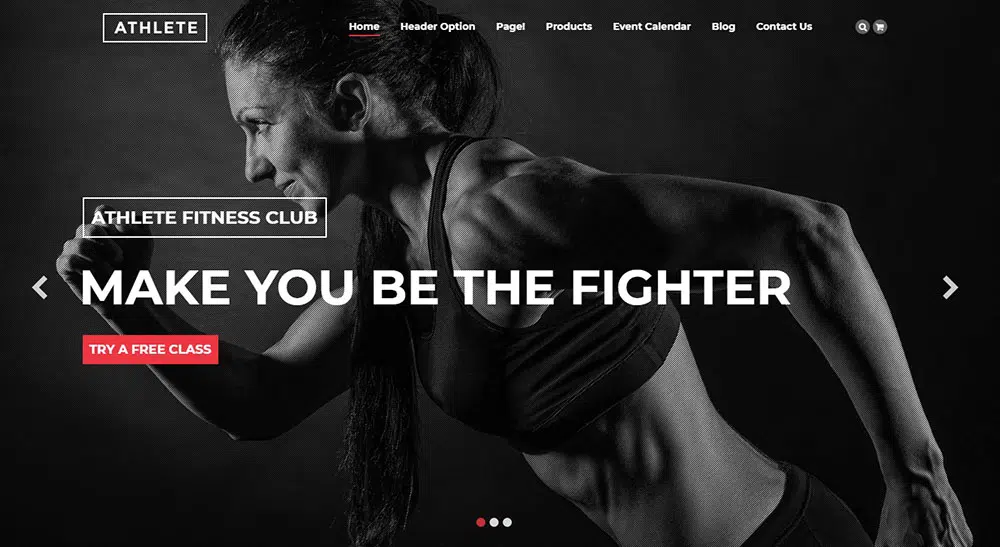 ATHLETE
Home Header Option Page! Products Event Calendar Blog Contact Us
ATHLETE FITNESS CLUB
MAKE YOU BE THE FIGHTER
TRY A FREE CLASS